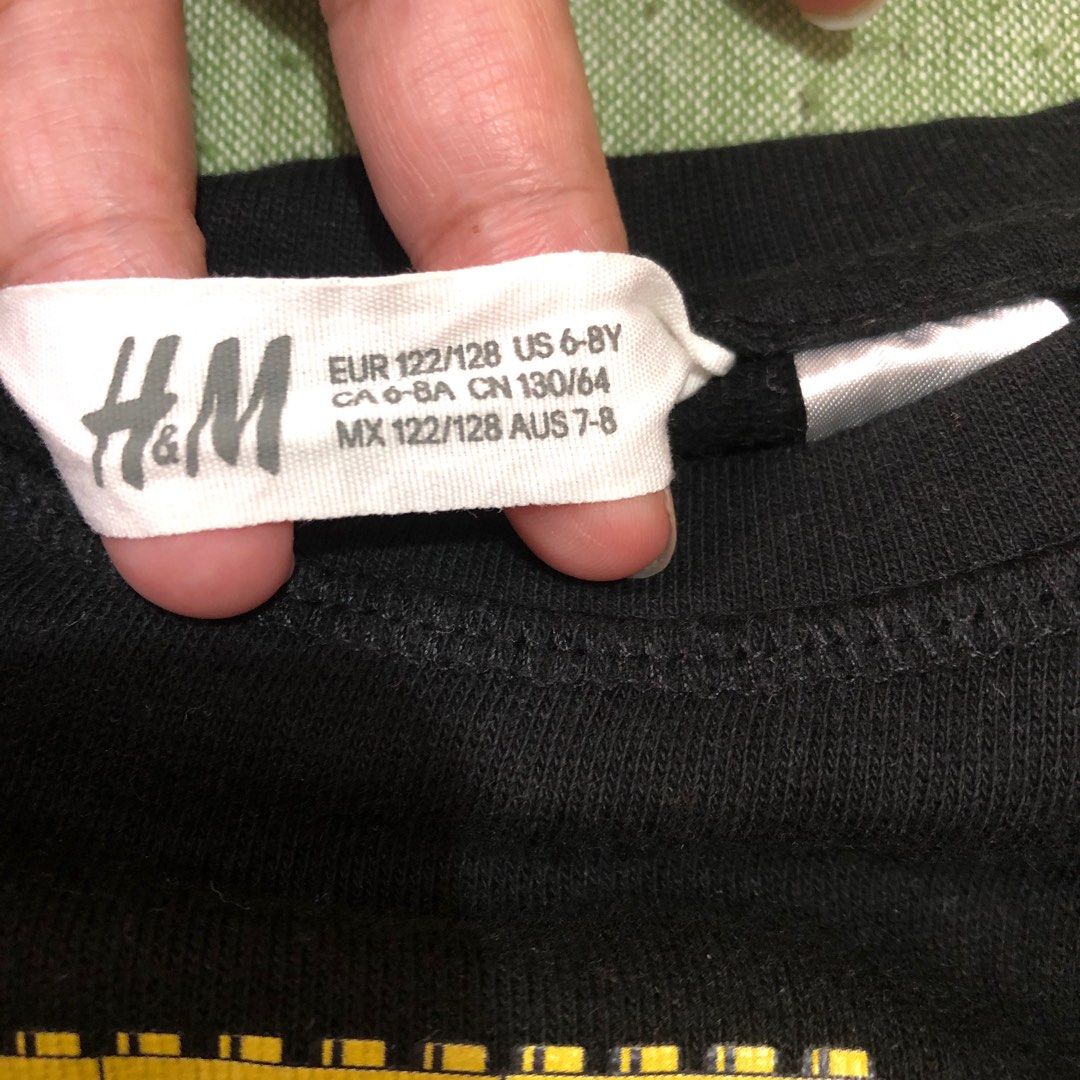 H&M
EUR 122/128 US 6-8Y
CA 6-8A CN 130/64
MX 122/128 AUS 7-8